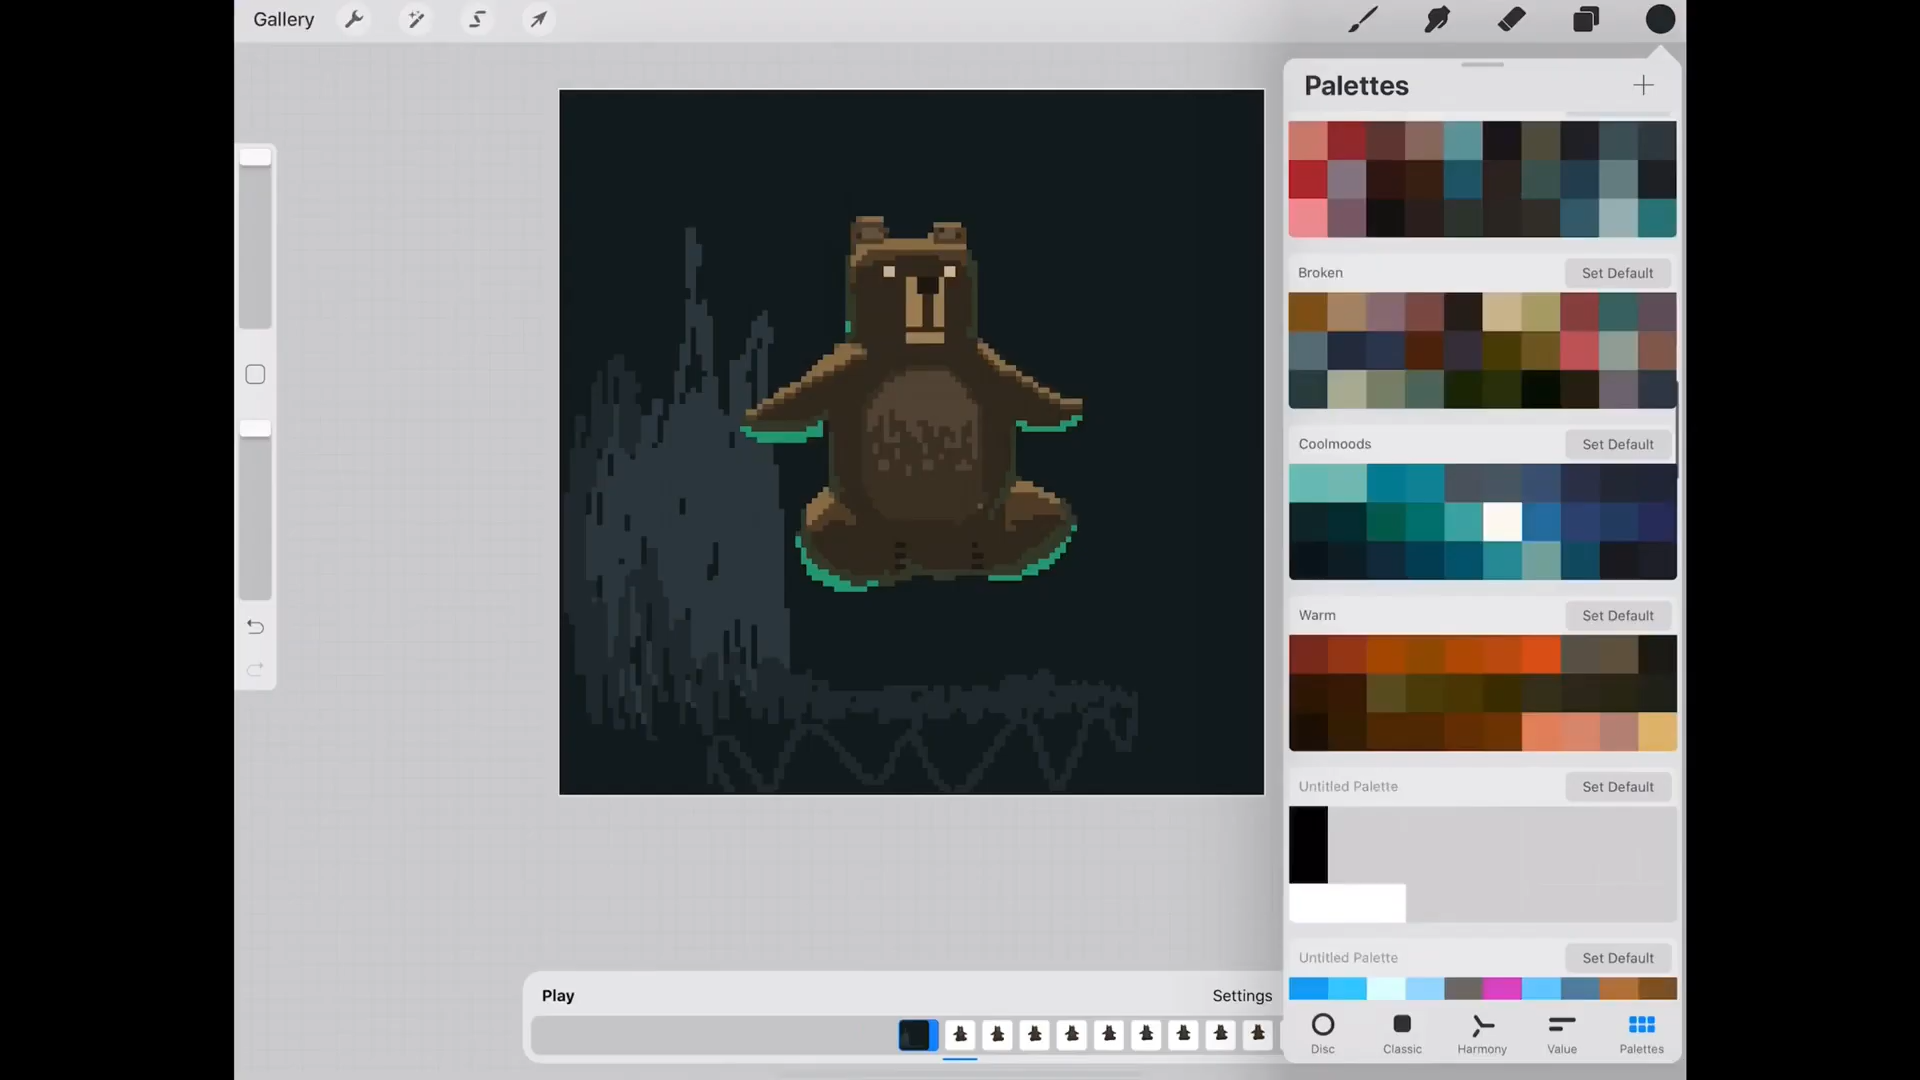 Gallery
Palettes
Broken
Set Default
Coolmoods
Set Default
Warm
Set Default
Untitled Palette
Set Default
Untitled Palette
Set Default
Play
Settings
Disc
Classic
Harmony
Value
Palettes